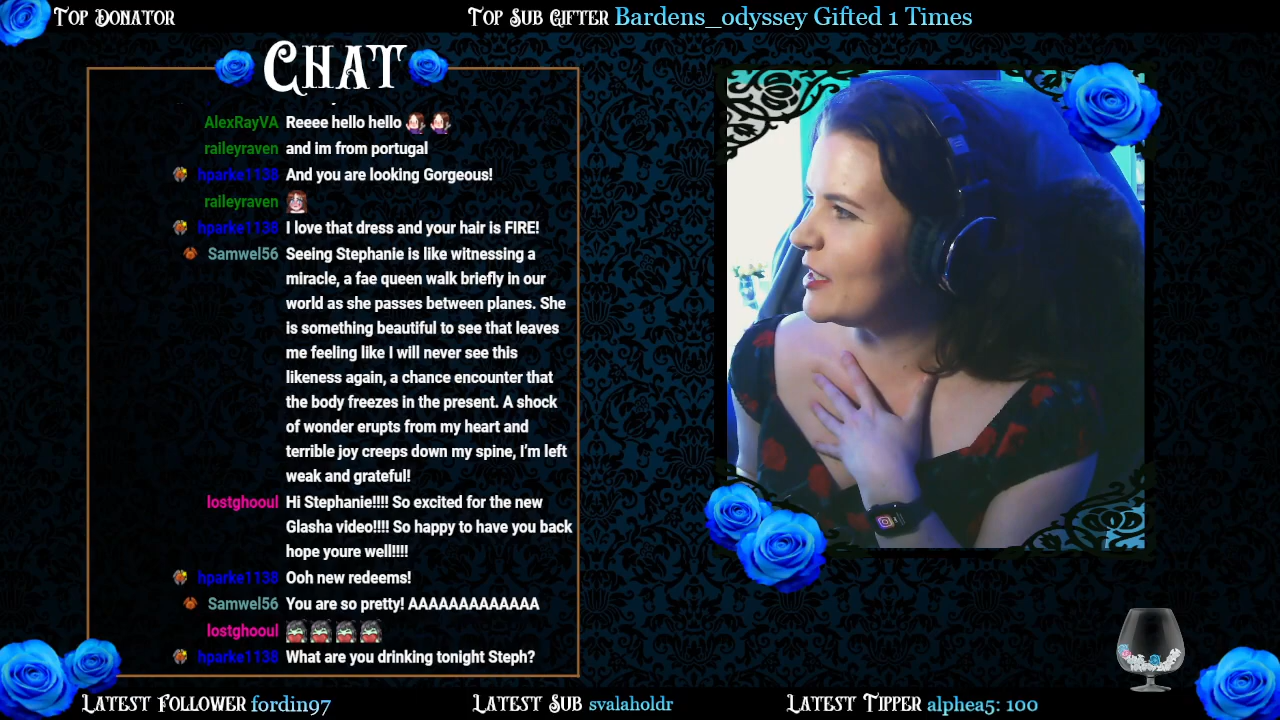 Top Donator
Top Sub Gifter Bardens_odyssey Gifted 1 Times
Chat
AlexRayVA Reeee hello hello
raileyraven and im from portugal
hparke1138 And you are looking Gorgeous!
raileyraven
hparke1138 I love that dress and your hair is FIRE!
Samwel56 Seeing Stephanie is like witnessing a
miracle, a fae queen walk briefly in our
world as she passes between planes. She
is something beautiful to see that leaves
me feeling like I will never see this
likeness again, a chance encounter that
the body freezes in the present. A shock
of wonder erupts from my heart and
terrible joy creeps down my spine, I'm left
weak and grateful!
lostghooul Hi Stephanie!!!! So excited for the new
Glasha video!!!! So happy to have you back
hope youre well!!!!
hparke1138 Ooh new redeems!
Samwel56 You are so pretty! AAAAAAAAAAAAA
lostghooul
hparke1138 What are you drinking tonight Steph?
Latest Follower fordin97
Latest Sub svalaholdr
Latest Tipper alphea5: 100